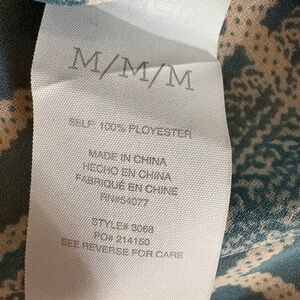 M/M/M
SELF: 100% PLOYESTER
MADE IN CHINA
HECHO EN CHINA
FABRIQUÉ EN CHINE
RN#54077
STYLE# 3068
PO# 214150
SEE REVERSE FOR CARE